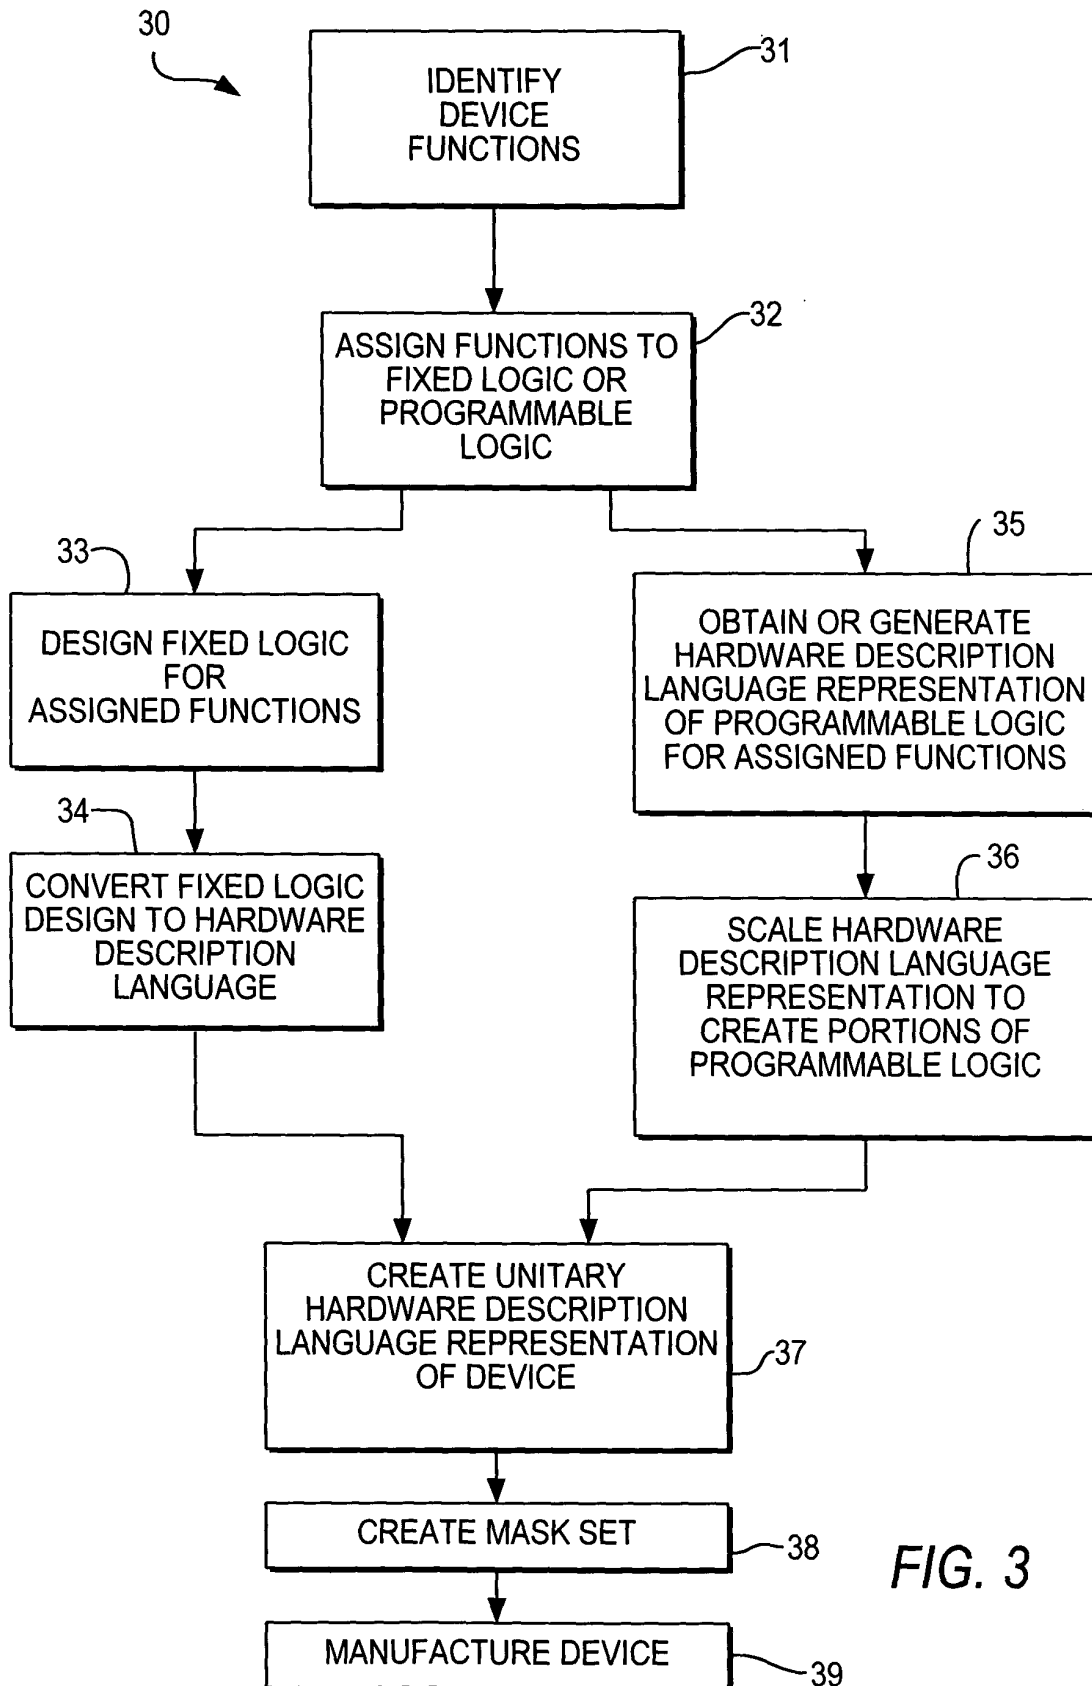 30
31
IDENTIFY
DEVICE
FUNCTIONS
32
ASSIGN FUNCTIONS TO
FIXED LOGIC OR
PROGRAMMABLE
LOGIC
33
DESIGN FIXED LOGIC
FOR
ASSIGNED FUNCTIONS
34
CONVERT FIXED LOGIC
DESIGN TO HARDWARE
DESCRIPTION
LANGUAGE
35
OBTAIN OR GENERATE
HARDWARE DESCRIPTION
LANGUAGE REPRESENTATION
OF PROGRAMMABLE LOGIC
FOR ASSIGNED FUNCTIONS
36
SCALE HARDWARE
DESCRIPTION LANGUAGE
REPRESENTATION TO
CREATE PORTIONS OF
PROGRAMMABLE LOGIC
CREATE UNITARY
HARDWARE DESCRIPTION
LANGUAGE REPRESENTATION
OF DEVICE
37
CREATE MASK SET
38
MANUFACTURE DEVICE
39
FIG. 3